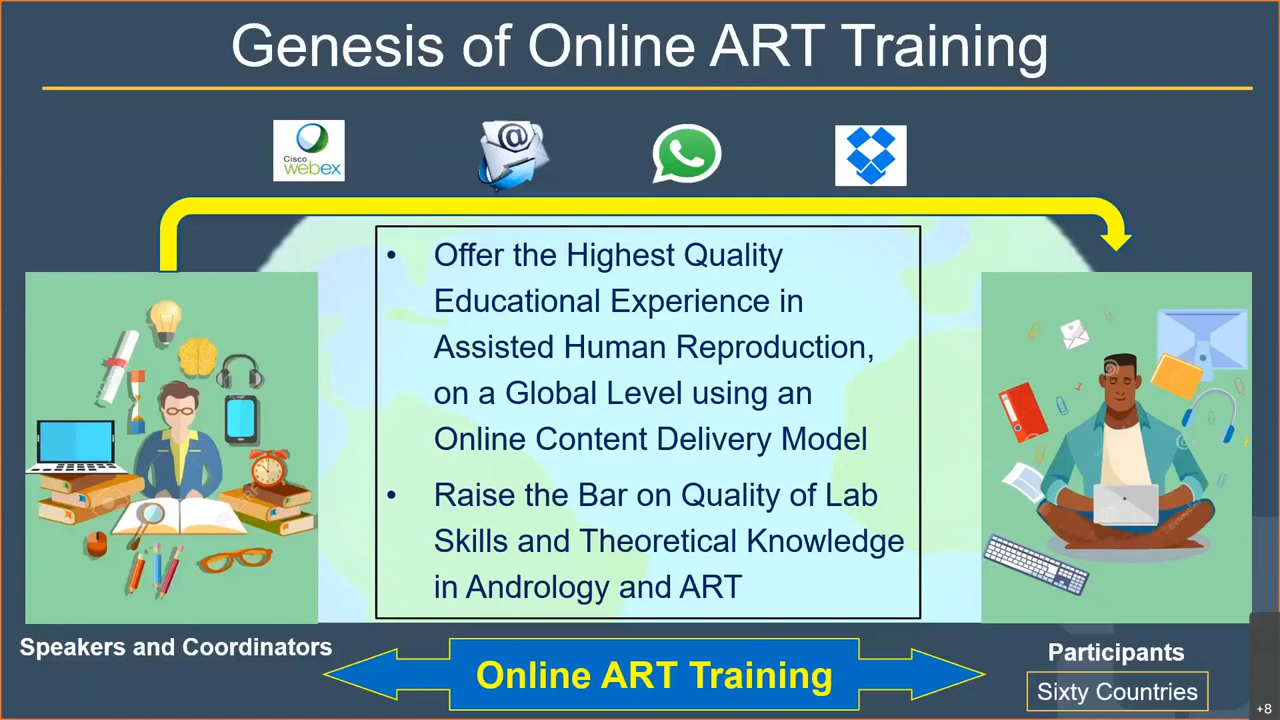 Genesis of Online ART Training
Cisco
webex
@
• Offer the Highest Quality
Educational Experience in
Assisted Human Reproduction,
on a Global Level using an
Online Content Delivery Model
• Raise the Bar on Quality of Lab
Skills and Theoretical Knowledge
in Andrology and ART
Speakers and Coordinators
Online ART Training
Participants
Sixty Countries
+8